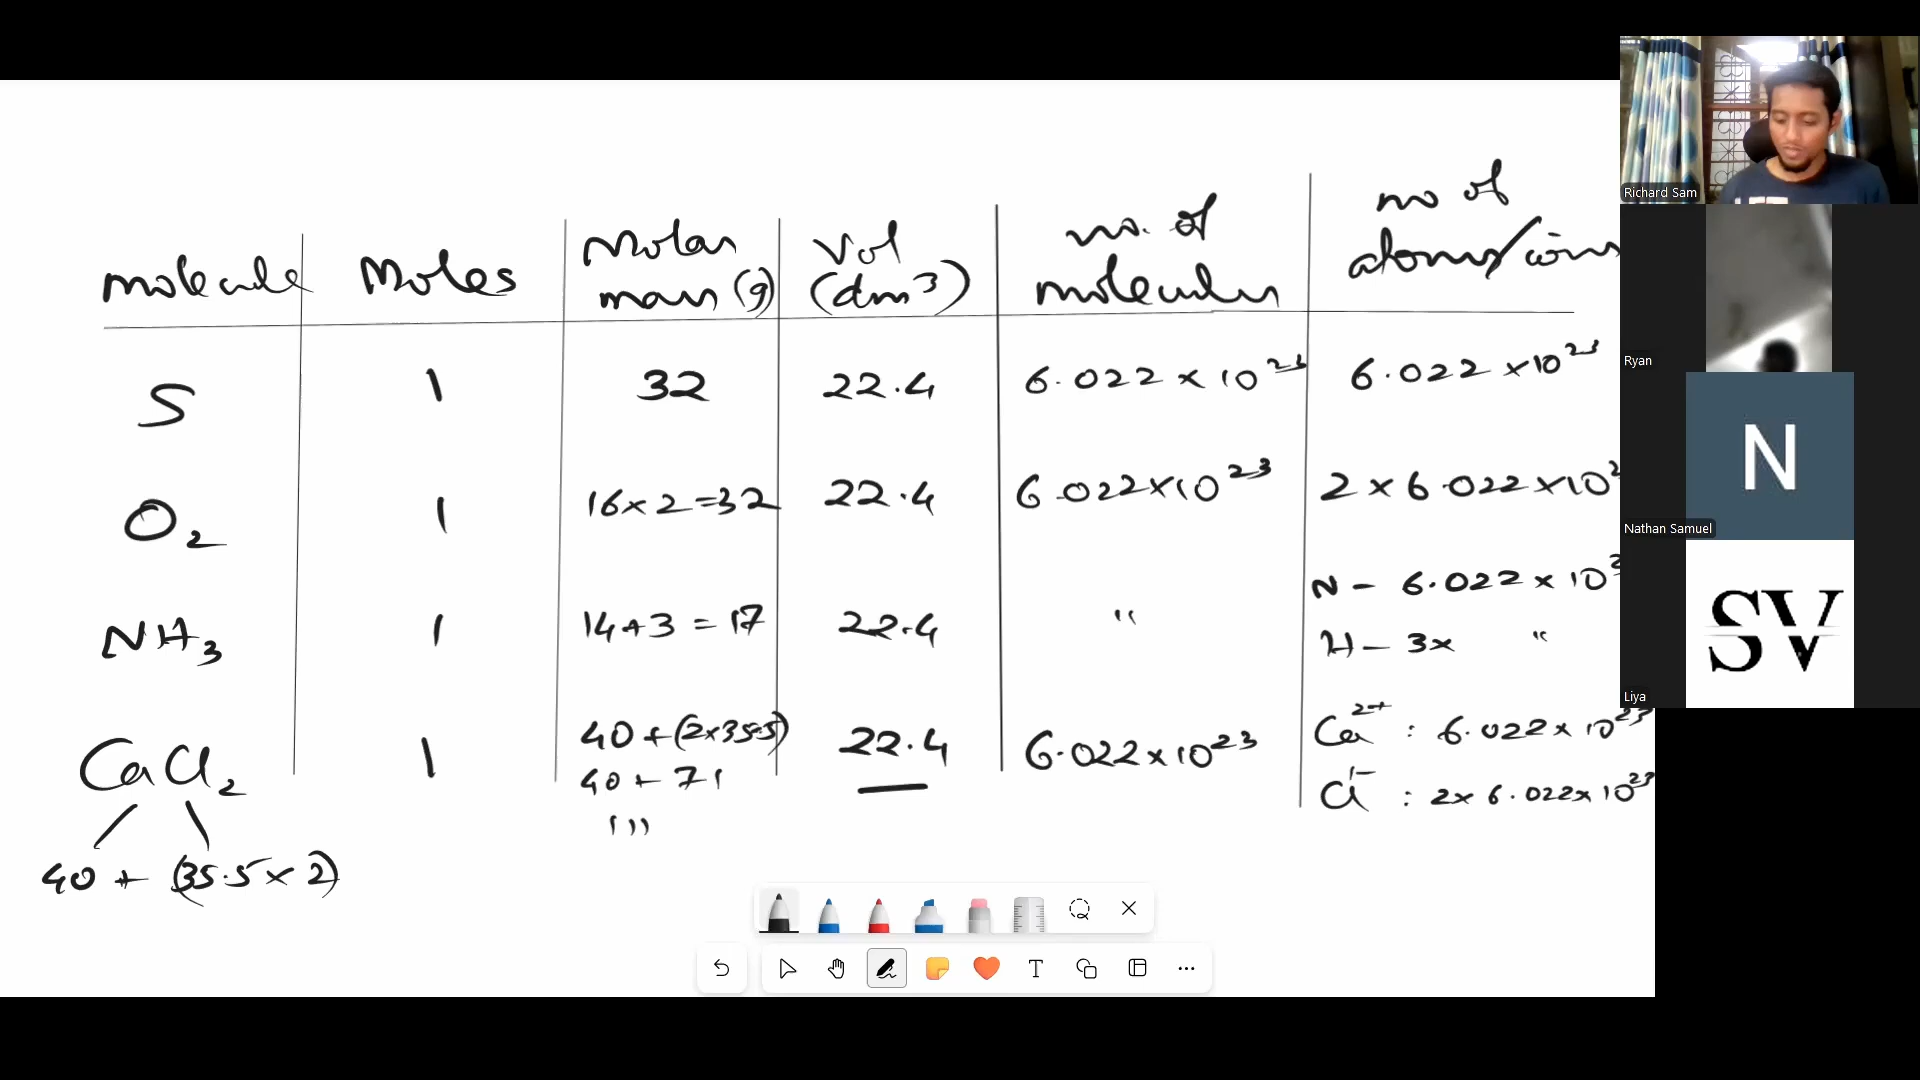 molecule Moles Molar mass (g) Vol (dm³) no. of molecules no of atoms/ions
S 1 32 22.4 6.022 × 10²³ 6.022 × 10²³
O₂ 1 16 × 2 = 32 22.4 6.022 × 10²³ 2 × 6.022 × 10²
NH₃ 1 14 + 3 = 17 22.4 " N - 6.022 × 10²
H - 3x "
CaCl₂ 1 40 + (2×35.5) 22.4 6.022 × 10²³ Ca²⁺ : 6.022 × 10²³
40 + 71
111
Cl¹⁻ : 2 × 6.022 × 10²³
40 + (35.5 × 2)
Richard Sam
Ryan
N
Nathan Samuel
SV
Liya
T